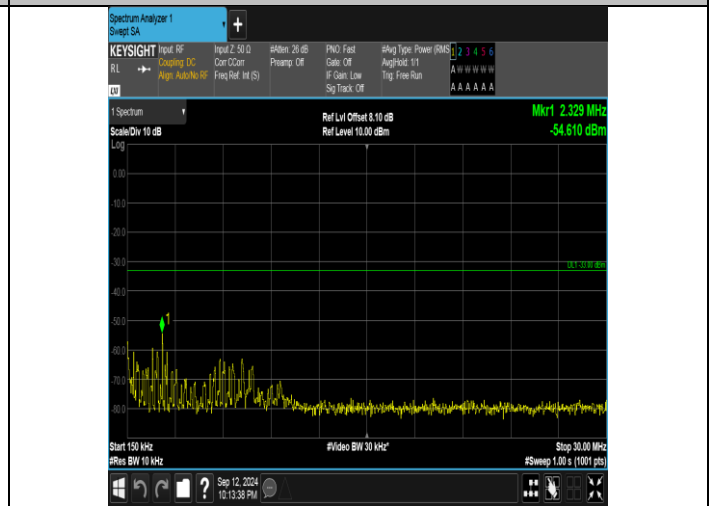 Spectrum Analyzer 1
Swept SA
+
KEYSIGHT
RL
Input: RF
Coupling: DC
Align: Auto/No RF
Input Z: 50 Ω
Corr CCorr
Freq Ref: Int (S)
#Atten: 26 dB
Preamp: Off
PNO: Fast
Gate: Off
IF Gain: Low
Sig Track: Off
#Avg Type: Power (RMS
Avg|Hold: 1/1
Trig: Free Run
1 2 3 4 5 6
A W W W W W
A A A A A A
1 Spectrum
Scale/Div 10 dB
Log
Ref Lvl Offset 8.10 dB
Ref Level 10.00 dBm
Mkr1 2.329 MHz
-54.610 dBm
0.00
-10.0
-20.0
-30.0
DL1 -33.00 dBm
-40.0
-50.0
1
-60.0
-70.0
-80.0
Start 150 kHz
#Res BW 10 kHz
#Video BW 30 kHz*
Stop 30.00 MHz
#Sweep 1.00 s (1001 pts)
?
Sep 12, 2024
10:13:38 PM